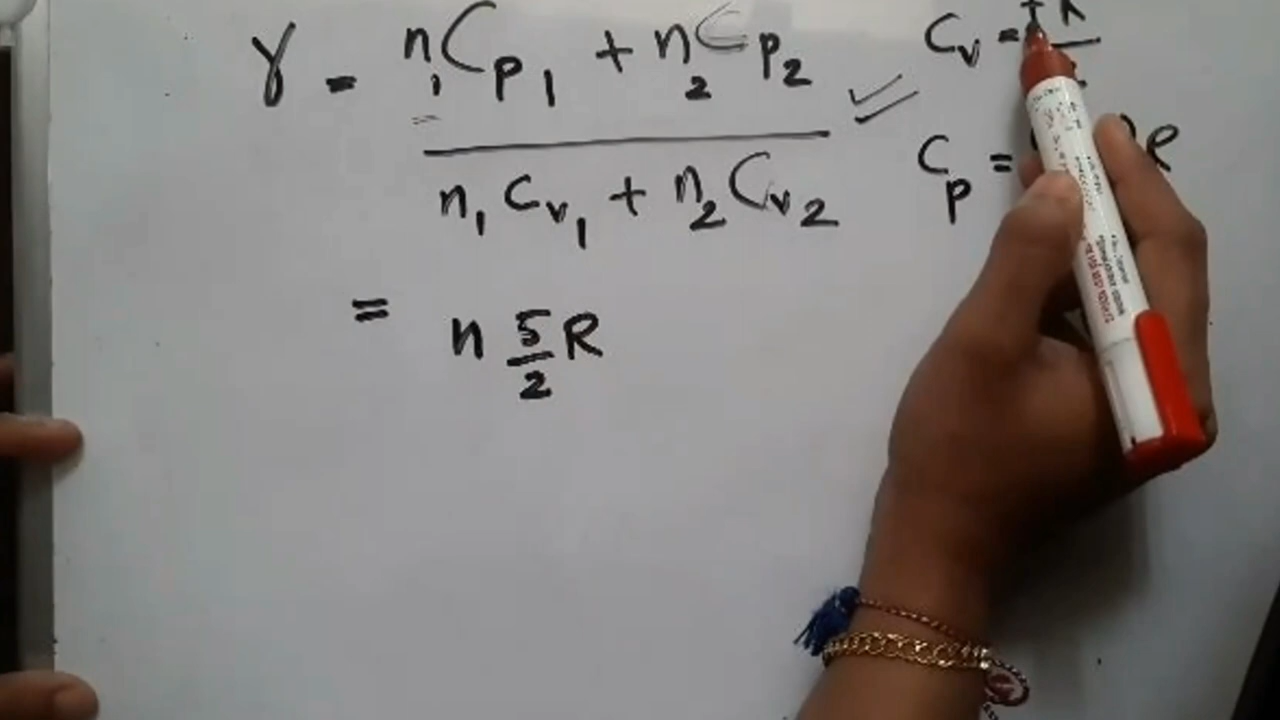 γ = n₁Cp₁ + n₂Cp₂ / n₁Cv₁ + n₂Cv₂
Cv =
Cp = R
= n 5/2 R